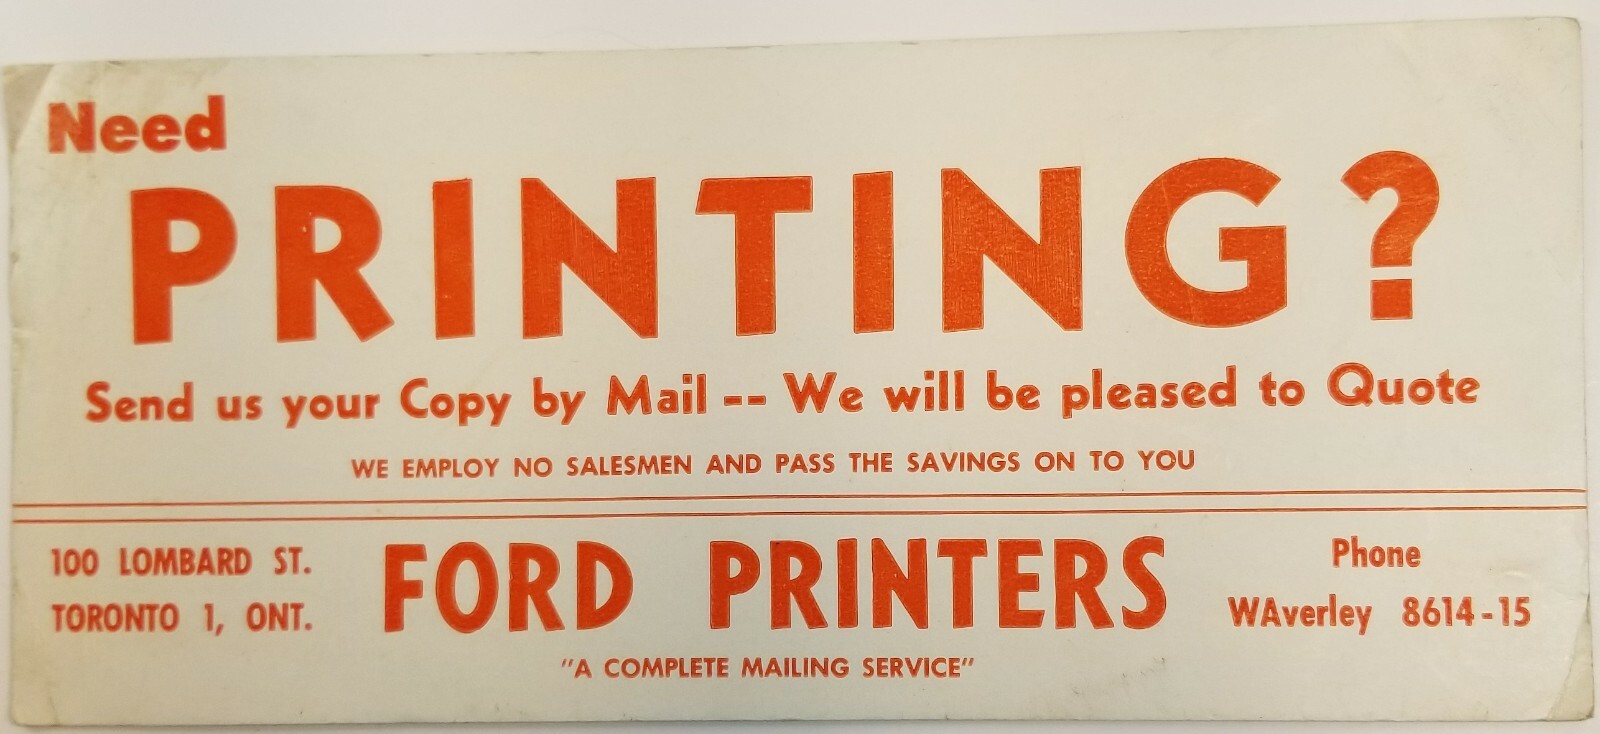 Need
PRINTING?
Send us your Copy by Mail -- We will be pleased to Quote
WE EMPLOY NO SALESMEN AND PASS THE SAVINGS ON TO YOU
100 LOMBARD ST.
TORONTO 1, ONT.
FORD PRINTERS
"A COMPLETE MAILING SERVICE"
Phone
WAverley 8614-15